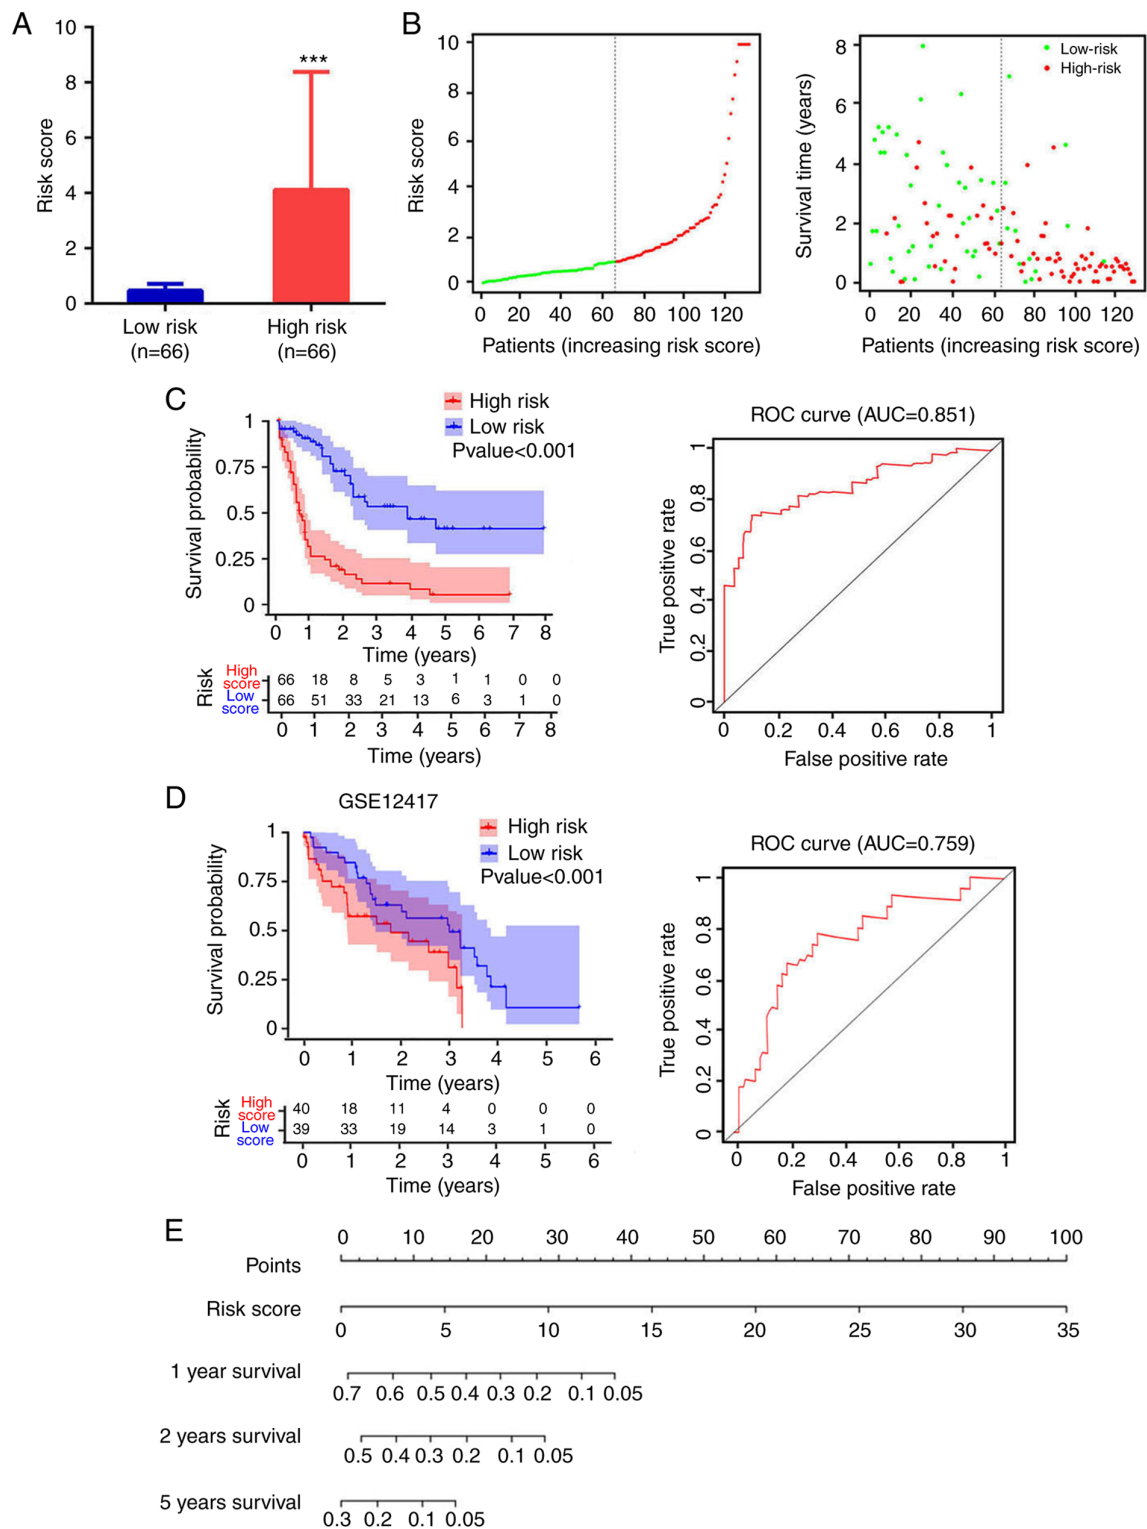 A
10
8
6
4
2
0
Risk score
***
Low risk
(n=66)
High risk
(n=66)
B
10
8
6
4
2
0
Risk score
0 20 40 60 80 100 120
Patients (increasing risk score)
8
6
4
2
0
Survival time (years)
Low-risk
High-risk
0 20 40 60 80 100 120
Patients (increasing risk score)
C
High risk
Low risk
Pvalue<0.001
1
0.75
0.5
0.25
0
Survival probability
0 1 2 3 4 5 6 7 8
Time (years)
Risk
High
score
66 18 8 5 3 1 1 0 0
Low
score
66 51 33 21 13 6 3 1 0
0 1 2 3 4 5 6 7 8
Time (years)
ROC curve (AUC=0.851)
1
0.8
0.6
0.4
0.2
0
True positive rate
0 0.2 0.4 0.6 0.8 1
False positive rate
D
GSE12417
High risk
Low risk
Pvalue<0.001
1
0.75
0.5
0.25
0
Survival probability
0 1 2 3 4 5 6
Time (years)
Risk
High
score
40 18 11 4 0 0 0
Low
score
39 33 19 14 3 1 0
0 1 2 3 4 5 6
Time (years)
ROC curve (AUC=0.759)
1
0.8
0.6
0.4
0.2
0
True positive rate
0 0.2 0.4 0.6 0.8 1
False positive rate
E
0 10 20 30 40 50 60 70 80 90 100
Points
Risk score
0 5 10 15 20 25 30 35
1 year survival
0.7 0.6 0.5 0.4 0.3 0.2 0.1 0.05
2 years survival
0.5 0.4 0.3 0.2 0.1 0.05
5 years survival
0.3 0.2 0.1 0.05